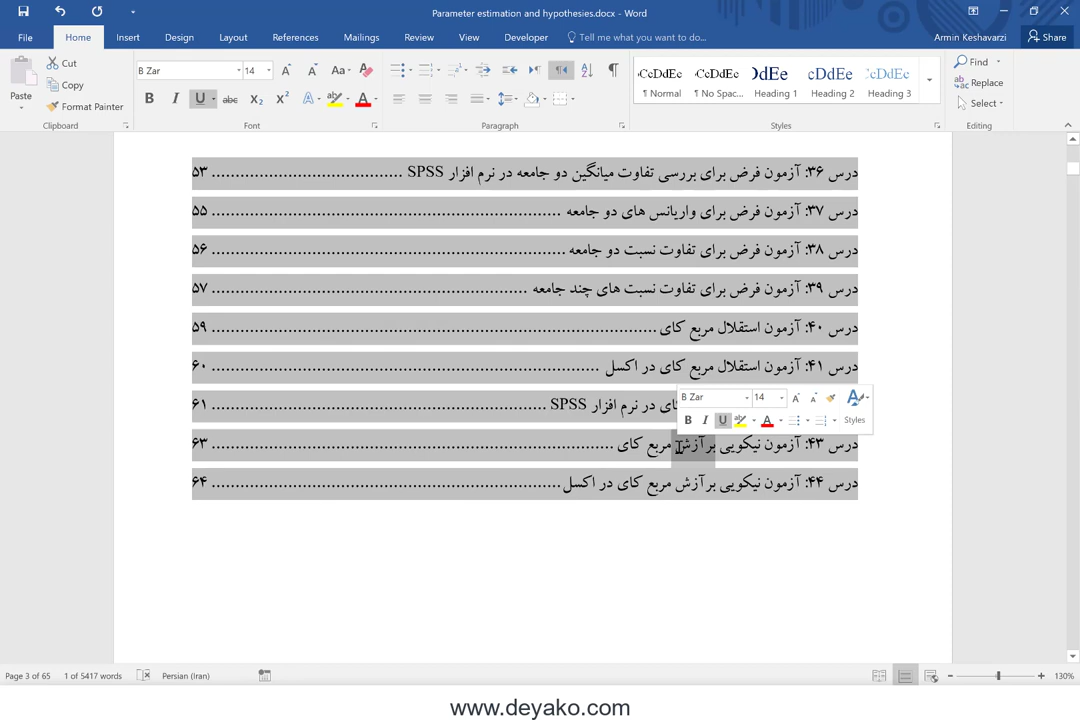 Parameter estimation and hypotheses.docx - Word
File Home Insert Design Layout References Mailings Review View Developer Tell me what you want to do... Armin Keshavarzi Share
Paste
Cut
Copy
Format Painter
Clipboard
B Zar 14
Font
Paragraph
AaBbCcDdEe
¶ Normal
¶ No Spac...
Heading 1
Heading 2
Heading 3
Styles
Find
Replace
Select
Editing
درس ۳۶: آزمون فرض برای بررسی تفاوت میانگین دو جامعه در نرم افزار SPSS ..................................... ۵۳
درس ۳۷: آزمون فرض برای واریانس های دو جامعه .................................................................... ۵۵
درس ۳۸: آزمون فرض برای تفاوت نسبت دو جامعه .................................................................... ۵۶
درس ۳۹: آزمون فرض برای تفاوت نسبت های چند جامعه ............................................................ ۵۷
درس ۴۰: آزمون استقلال مربع کای ..................................................................................... ۵۹
درس ۴۱: آزمون استقلال مربع کای در اکسل ........................................................................... ۶۰
کای در نرم افزار SPSS ................................................................ ۶۱
درس ۴۳: آزمون نیکویی برآزش مربع کای ............................................................................. ۶۳
درس ۴۴: آزمون نیکویی برآزش مربع کای در اکسل ..................................................................... ۶۴
B Zar 14
Styles
Page 3 of 65 1 of 5417 words Persian (Iran) 130%
www.deyako.com